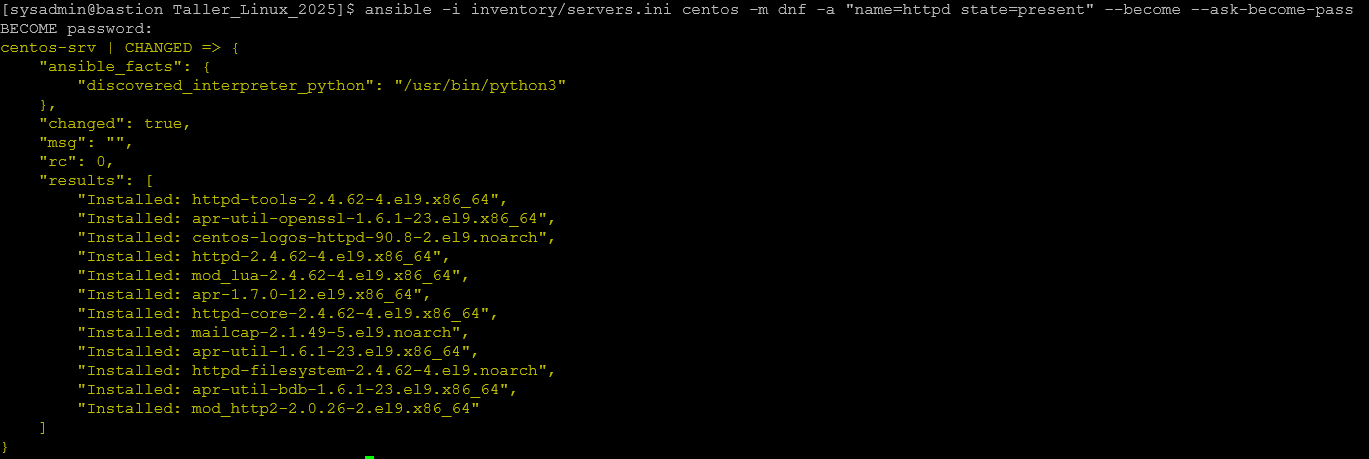 [sysadmin@bastion Taller_Linux_2025]$ ansible -i inventory/servers.ini centos -m dnf -a "name=httpd state=present" --become --ask-become-pass
BECOME password:
centos-srv | CHANGED => {
    "ansible_facts": {
        "discovered_interpreter_python": "/usr/bin/python3"
    },
    "changed": true,
    "msg": "",
    "rc": 0,
    "results": [
        "Installed: httpd-tools-2.4.62-4.el9.x86_64",
        "Installed: apr-util-openssl-1.6.1-23.el9.x86_64",
        "Installed: centos-logos-httpd-90.8-2.el9.noarch",
        "Installed: httpd-2.4.62-4.el9.x86_64",
        "Installed: mod_lua-2.4.62-4.el9.x86_64",
        "Installed: apr-1.7.0-12.el9.x86_64",
        "Installed: httpd-core-2.4.62-4.el9.x86_64",
        "Installed: mailcap-2.1.49-5.el9.noarch",
        "Installed: apr-util-1.6.1-23.el9.x86_64",
        "Installed: httpd-filesystem-2.4.62-4.el9.noarch",
        "Installed: apr-util-bdb-1.6.1-23.el9.x86_64",
        "Installed: mod_http2-2.0.26-2.el9.x86_64"
    ]
}